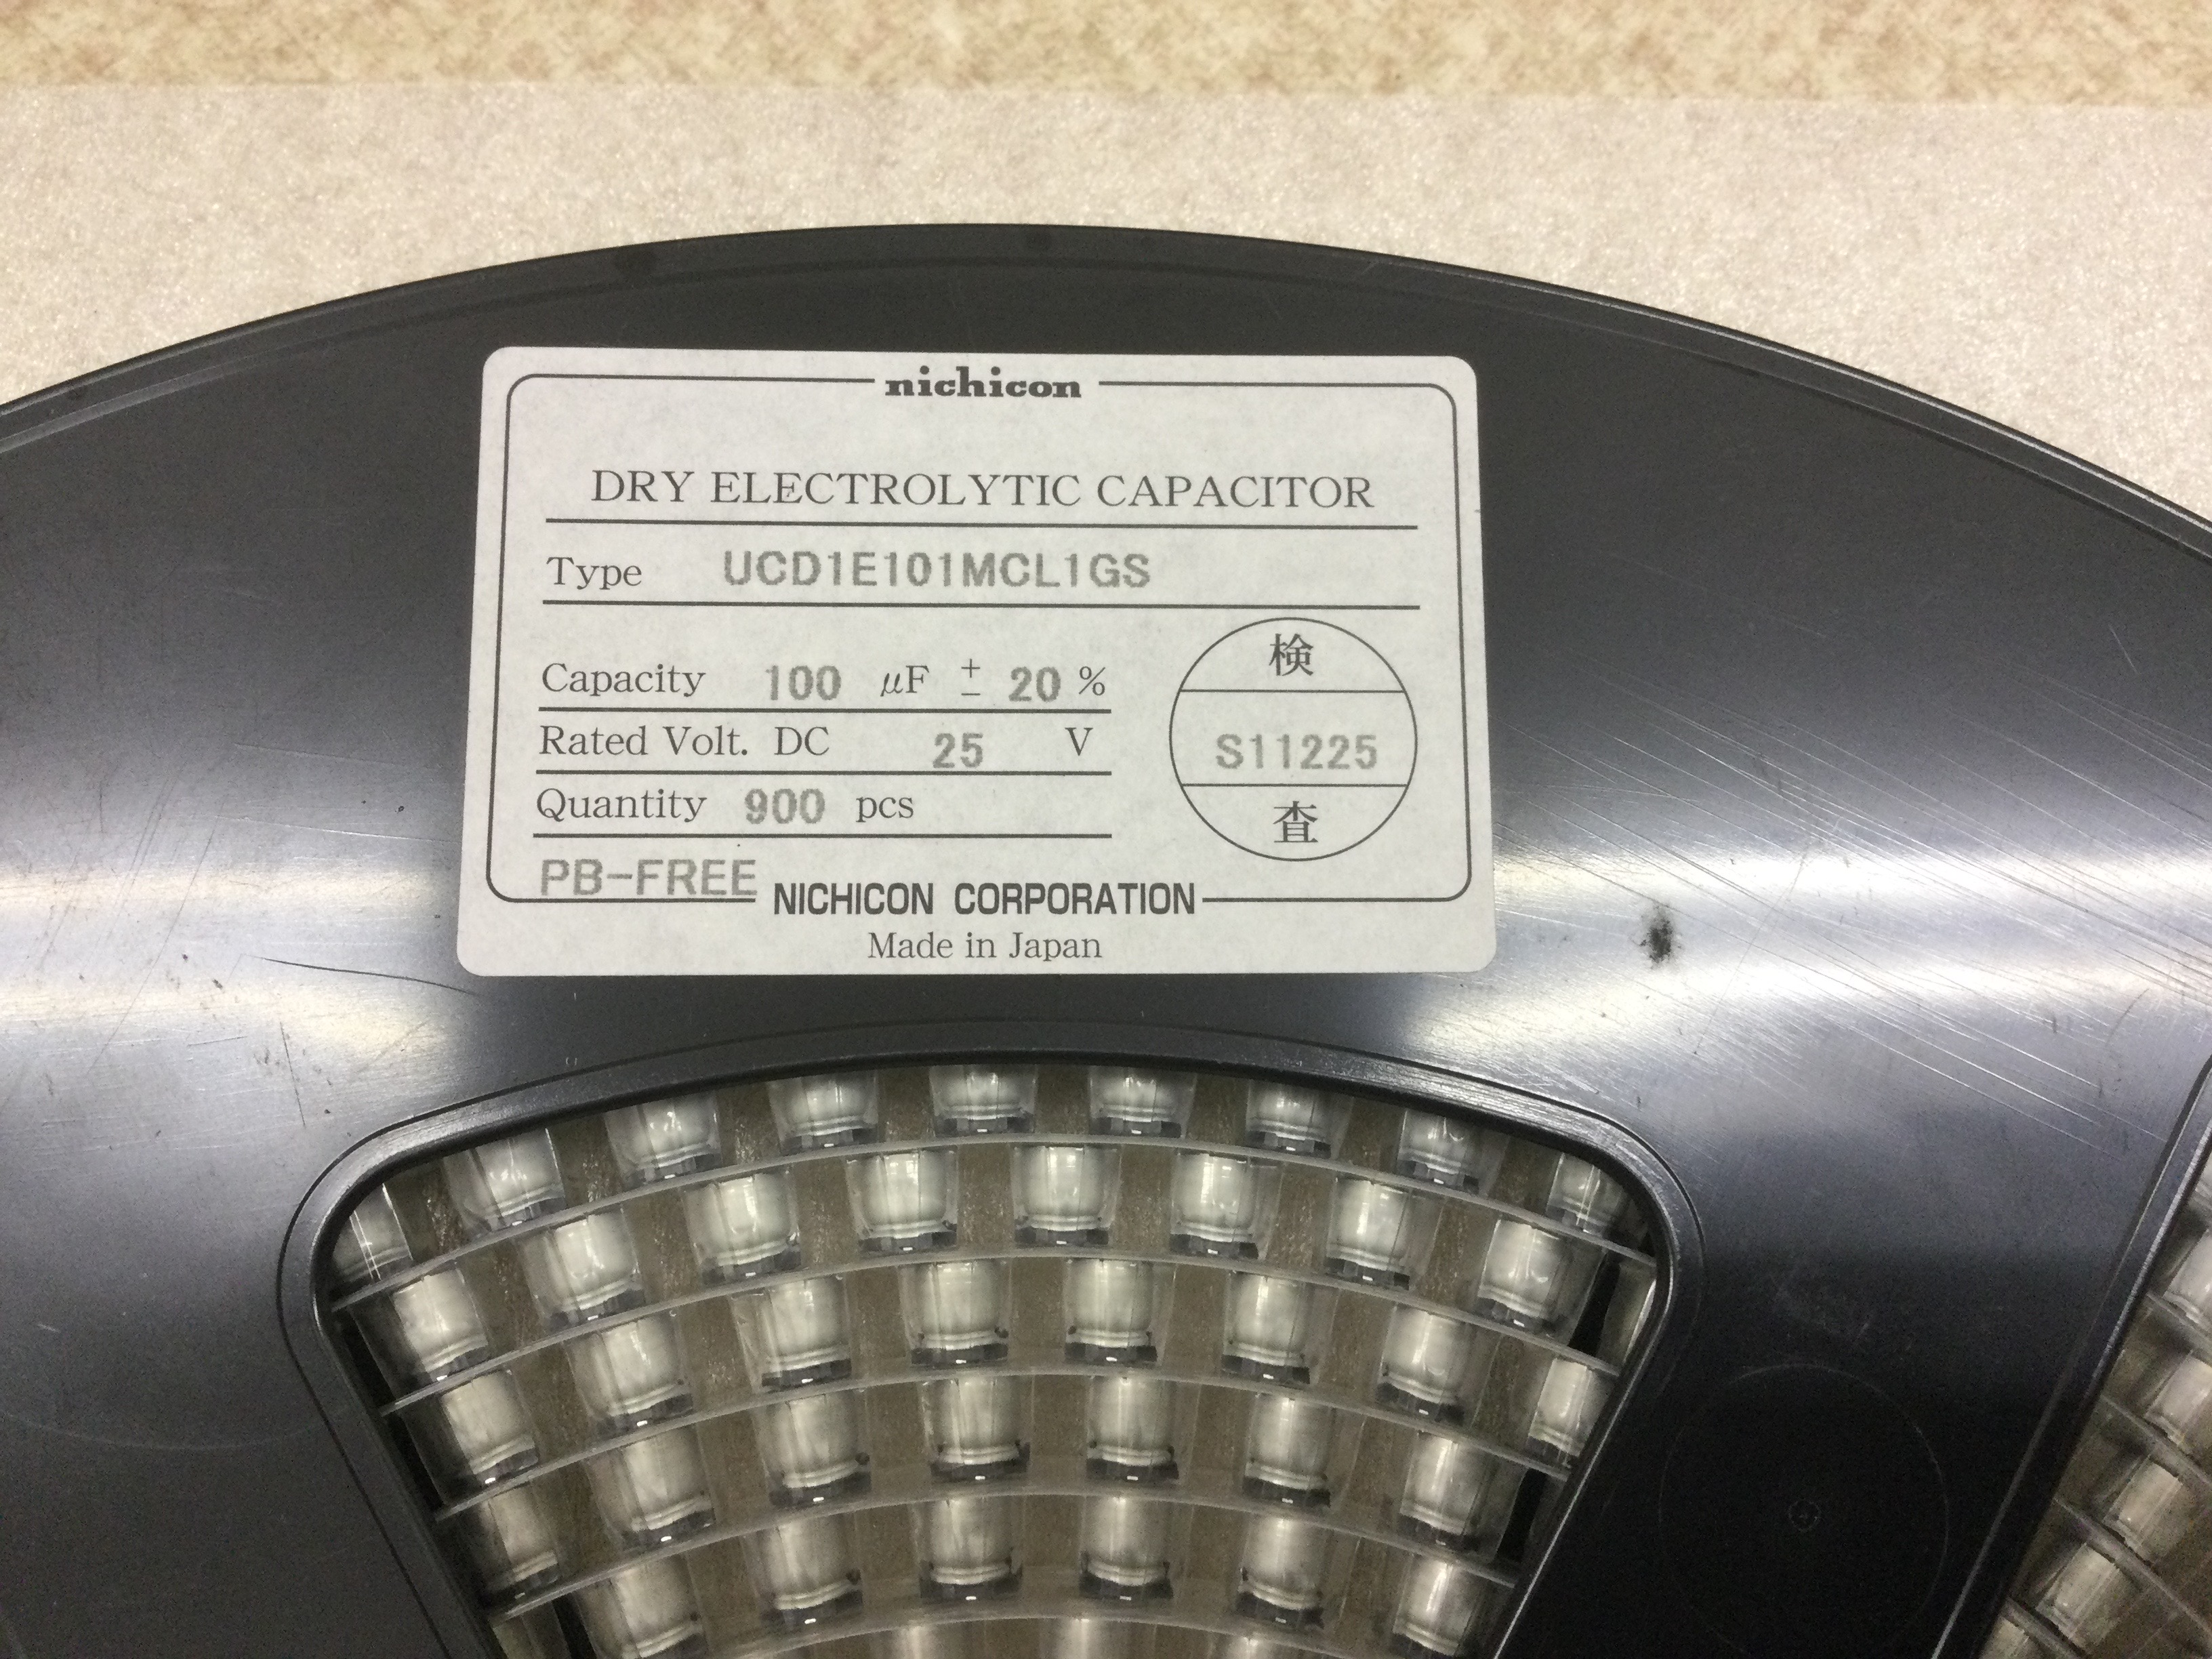 nichicon
DRY ELECTROLYTIC CAPACITOR
Type UCD1E101MCL1GS
Capacity 100 μF ± 20 %
Rated Volt. DC 25 V
Quantity 900 pcs
検
S11225
査
PB-FREE
NICHICON CORPORATION
Made in Japan